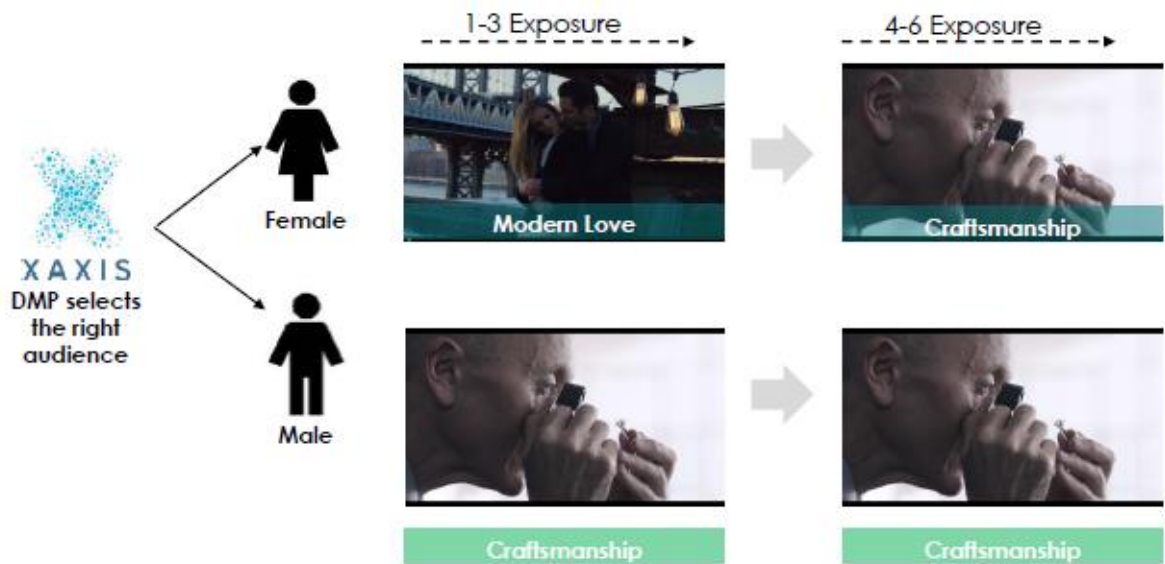 1-3 Exposure
4-6 Exposure
Female
Modern Love
Craftsmanship
XAXIS
DMP selects
the right
audience
Male
Craftsmanship
Craftsmanship